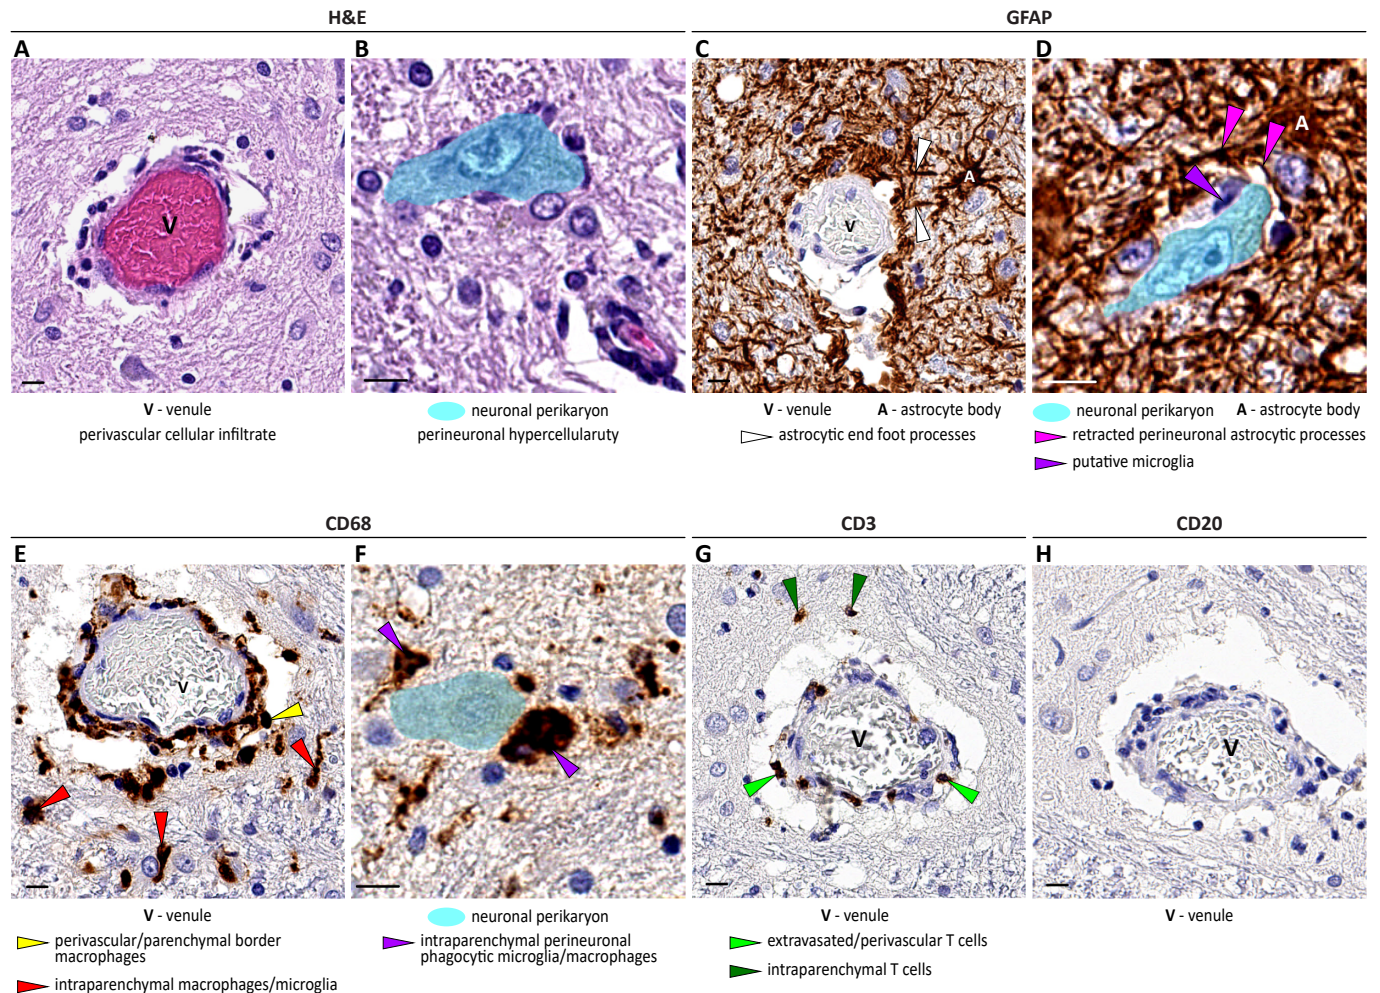 H&E
GFAP
A
B
C
D
V
V
A
A
V - venule
perivascular cellular infiltrate
neuronal perikaryon
perineuronal hypercellularuty
V - venule A - astrocyte body
astrocytic end foot processes
neuronal perikaryon A - astrocyte body
retracted perineuronal astrocytic processes
putative microglia
CD68
CD3
CD20
E
F
G
H
V
V
V
V - venule
perivascular/parenchymal border
macrophages
intraparenchymal macrophages/microglia
neuronal perikaryon
intraparenchymal perineuronal
phagocytic microglia/macrophages
V - venule
extravasated/perivascular T cells
intraparenchymal T cells
V - venule